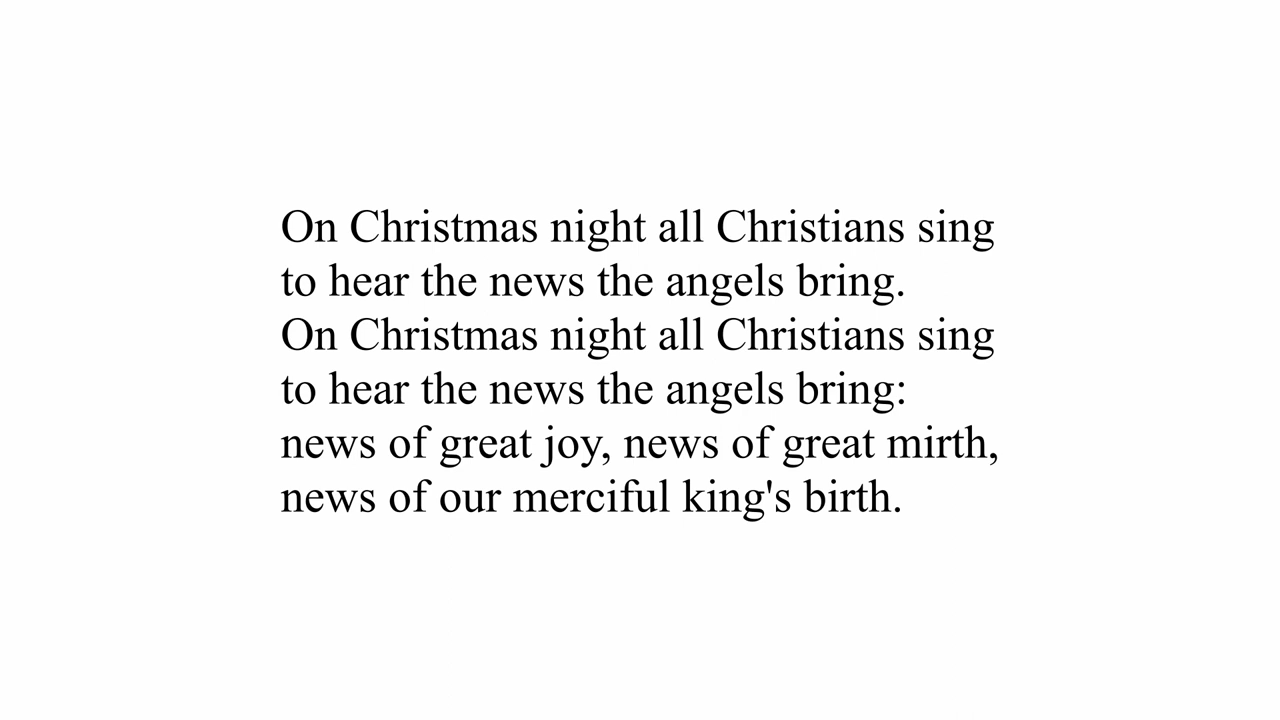 On Christmas night all Christians sing
to hear the news the angels bring.
On Christmas night all Christians sing
to hear the news the angels bring:
news of great joy, news of great mirth,
news of our merciful king's birth.